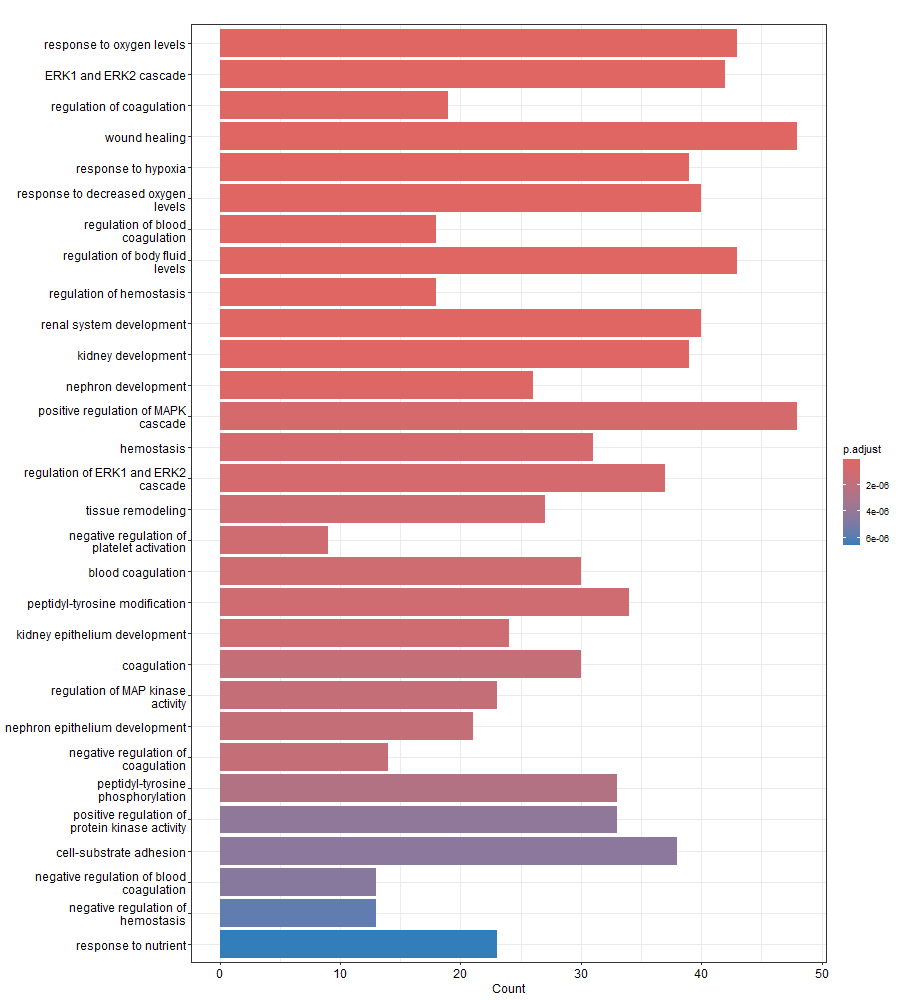 response to oxygen levels
ERK1 and ERK2 cascade
regulation of coagulation
wound healing
response to hypoxia
response to decreased oxygen
levels
regulation of blood
coagulation
regulation of body fluid
levels
regulation of hemostasis
renal system development
kidney development
nephron development
positive regulation of MAPK
cascade
hemostasis
regulation of ERK1 and ERK2
cascade
tissue remodeling
negative regulation of
platelet activation
blood coagulation
peptidyl-tyrosine modification
kidney epithelium development
coagulation
regulation of MAP kinase
activity
nephron epithelium development
negative regulation of
coagulation
peptidyl-tyrosine
phosphorylation
positive regulation of
protein kinase activity
cell-substrate adhesion
negative regulation of blood
coagulation
negative regulation of
hemostasis
response to nutrient
0 10 20 30 40 50
Count
p.adjust
2e-06
4e-06
6e-06